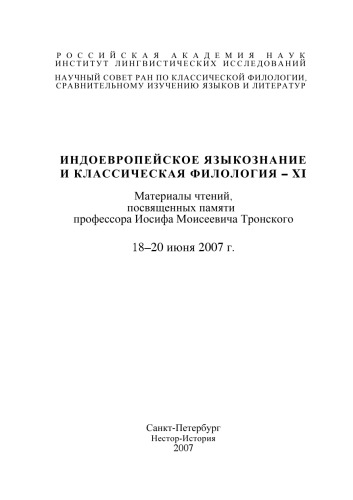 РОССИЙСКАЯ АКАДЕМИЯ НАУК
ИНСТИТУТ ЛИНГВИСТИЧЕСКИХ ИССЛЕДОВАНИЙ
НАУЧНЫЙ СОВЕТ РАН ПО КЛАССИЧЕСКОЙ ФИЛОЛОГИИ,
СРАВНИТЕЛЬНОМУ ИЗУЧЕНИЮ ЯЗЫКОВ И ЛИТЕРАТУР
ИНДОЕВРОПЕЙСКОЕ ЯЗЫКОЗНАНИЕ
И КЛАССИЧЕСКАЯ ФИЛОЛОГИЯ – XI
Материалы чтений,
посвященных памяти
профессора Иосифа Моисеевича Тронского
18–20 июня 2007 г.
Санкт-Петербург
Нестор-История
2007